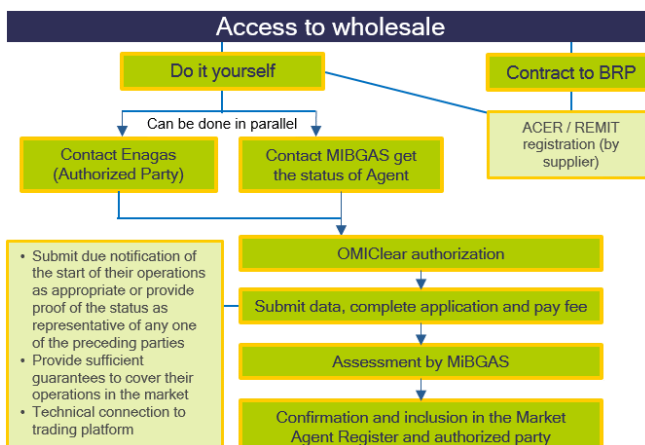 Access to wholesale
Do it yourself
Contract to BRP
Can be done in parallel
ACER / REMIT
registration (by
supplier)
Contact Enagas
(Authorized Party)
Contact MIBGAS get
the status of Agent
OMIClear authorization
• Submit due notification of
the start of their operations
as appropriate or provide
proof of the status as
representative of any one
of the preceding parties
• Provide sufficient
guarantees to cover their
operations in the market
• Technical connection to
trading platform
Submit data, complete application and pay fee
Assessment by MiBGAS
Confirmation and inclusion in the Market
Agent Register and authorized party